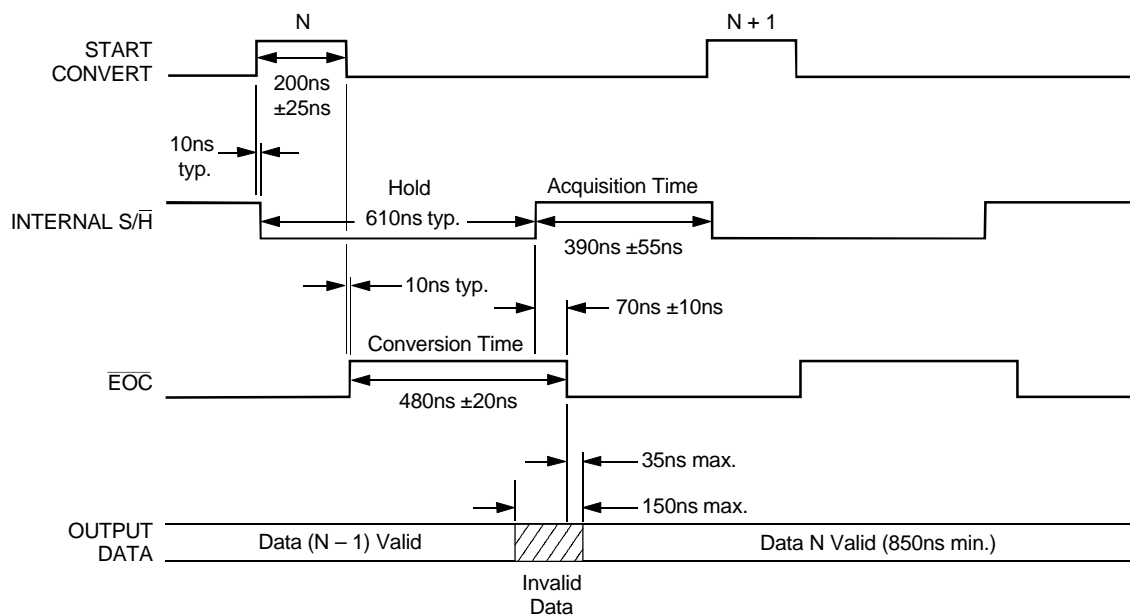 N
N + 1
START
CONVERT
200ns
±25ns
10ns
typ.
Hold
Acquisition Time
INTERNAL S/H̅
610ns typ.
390ns ±55ns
10ns typ.
70ns ±10ns
Conversion Time
E̅O̅C̅
480ns ±20ns
35ns max.
150ns max.
OUTPUT
DATA
Data (N – 1) Valid
Data N Valid (850ns min.)
Invalid
Data